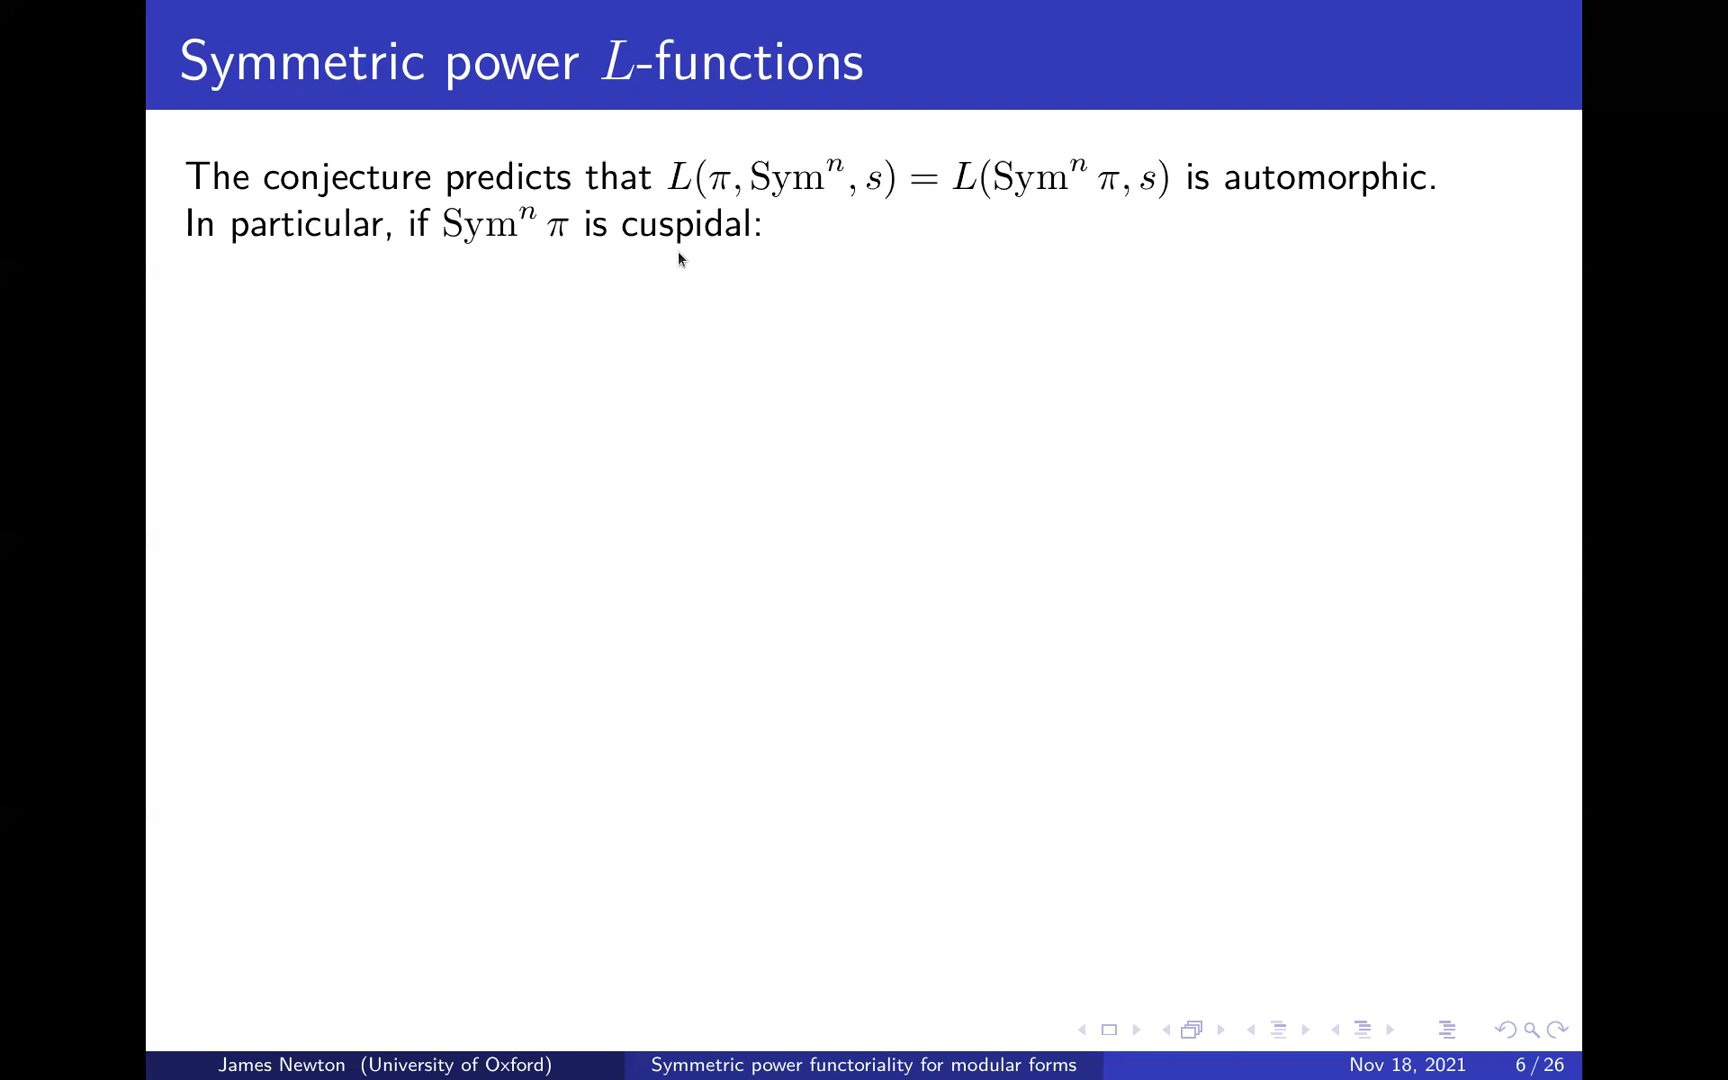 Symmetric power L-functions
The conjecture predicts that L(π, Symⁿ, s) = L(Symⁿ π, s) is automorphic.
In particular, if Symⁿ π is cuspidal:
James Newton (University of Oxford) Symmetric power functoriality for modular forms Nov 18, 2021 6 / 26